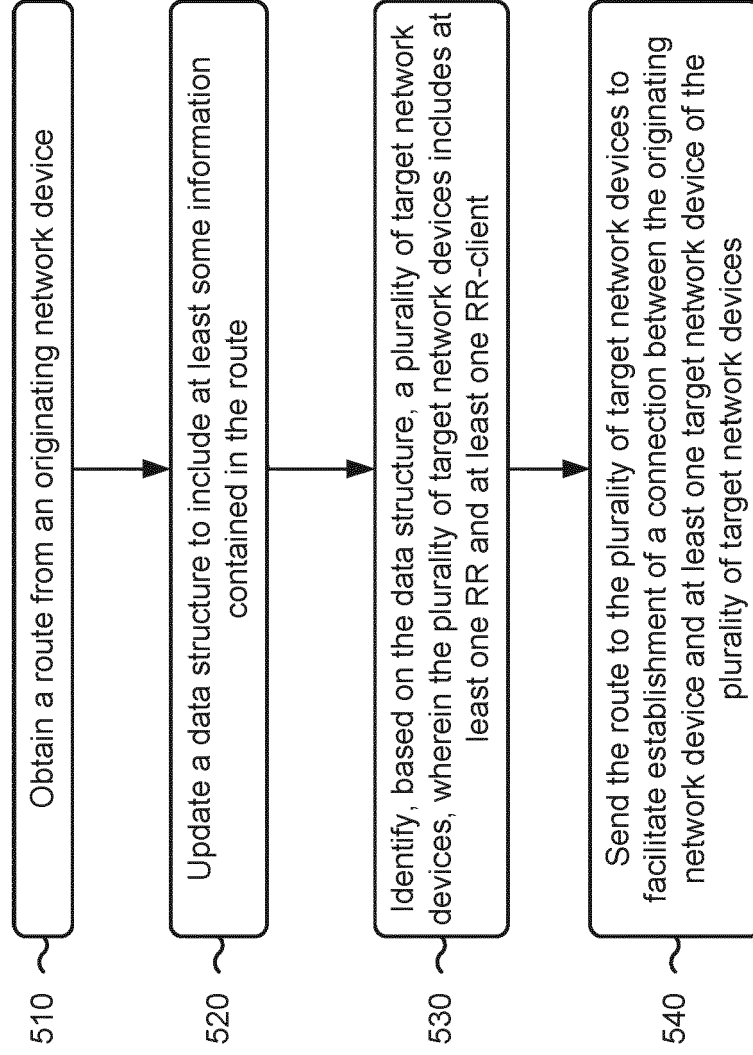 510
Obtain a route from an originating network device
520
Update a data structure to include at least some information
contained in the route
530
Identify, based on the data structure, a plurality of target network
devices, wherein the plurality of target network devices includes at
least one RR and at least one RR-client
540
Send the route to the plurality of target network devices to
facilitate establishment of a connection between the originating
network device and at least one target network device of the
plurality of target network devices